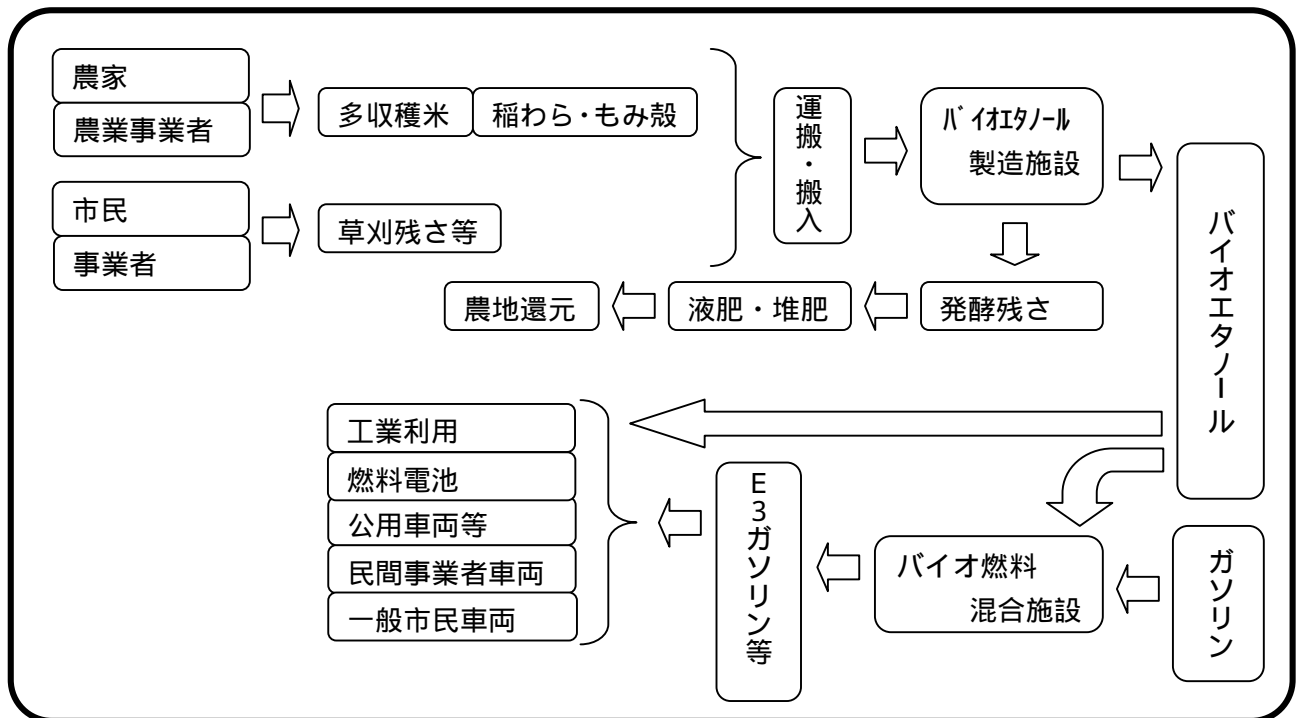 農家
農業事業者
多収穫米
稲わら・もみ殻
市民
事業者
草刈残さ等
運搬・搬入
ﾊﾞｲｵｴﾀﾉｰﾙ
製造施設
バイオエタノール
発酵残さ
液肥・堆肥
農地還元
工業利用
燃料電池
公用車両等
民間事業者車両
一般市民車両
E3ガソリン等
バイオ燃料
混合施設
ガソリン